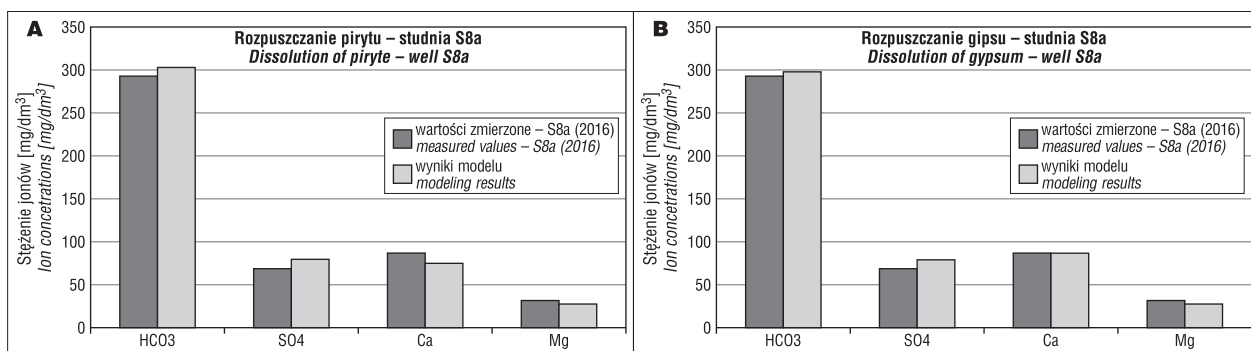 A
Rozpuszczanie pirytu – studnia S8a
Dissolution of piryte – well S8a
Stężenie jonów [mg/dm3]
Ion concetrations [mg/dm3]
350
300
250
200
150
100
50
0
wartości zmierzone – S8a (2016)
measured values – S8a (2016)
wyniki modelu
modeling results
HCO3 SO4 Ca Mg
B
Rozpuszczanie gipsu – studnia S8a
Dissolution of gypsum – well S8a
Stężenie jonów [mg/dm3]
Ion concetrations [mg/dm3]
350
300
250
200
150
100
50
0
wartości zmierzone – S8a (2016)
measured values – S8a (2016)
wyniki modelu
modeling results
HCO3 SO4 Ca Mg